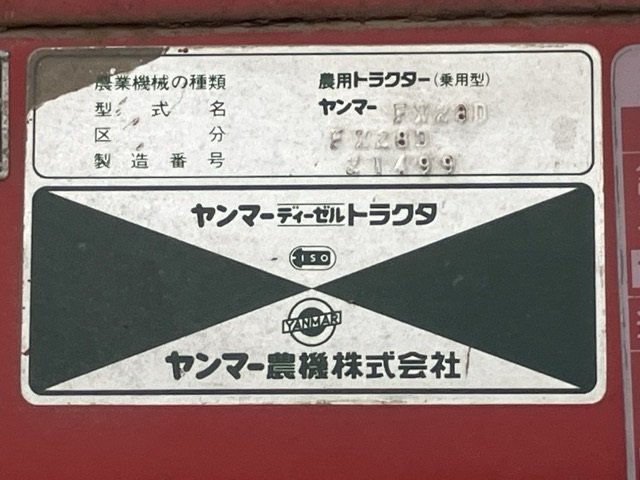 農業機械の種類 農用トラクター(乗用型)
型式名 ヤンマー FX28D
区分 FX28D
製造番号 21499
ヤンマーディーゼルトラクタ
ISO
YANMAR
ヤンマー農機株式会社